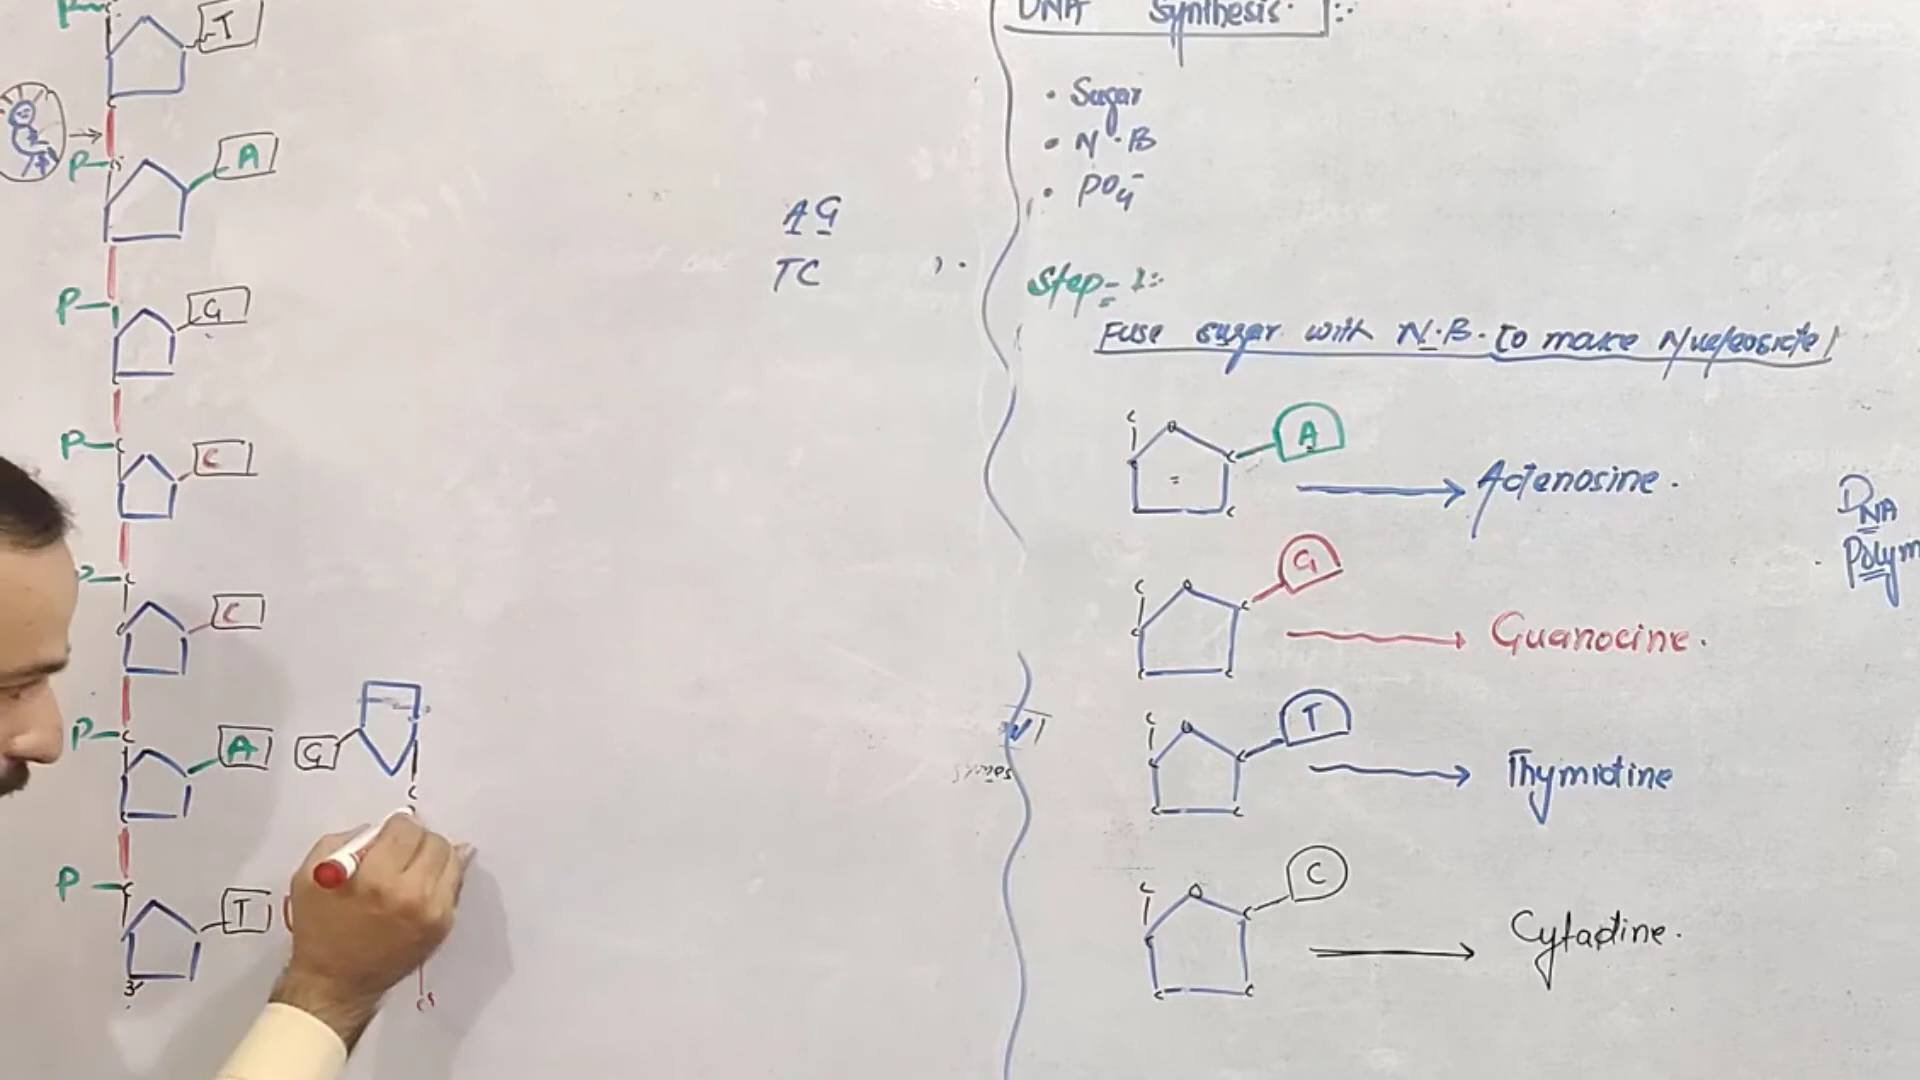 DNA Synthesis.
• Sugar
• N.B
• PO4-
Step-1:-
Fuse sugar with N.B. to make Nucleoside
A
Adenosine.
G
Guanocine.
T
Thymidine
C
Cytadine.
DNA
Polym
AG
TC
P
T
P
A
P
G
P
C
P
C
P
A
G
C
P
T
3'